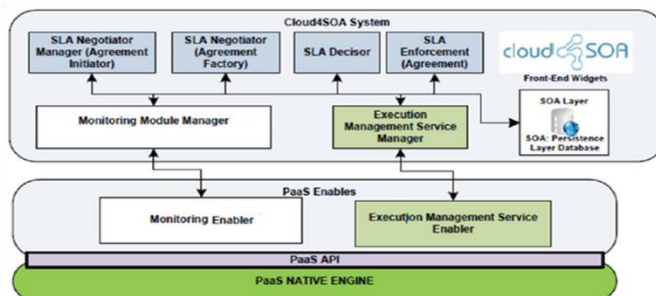 Cloud4SOA System
SLA Negotiator
Manager (Agreement
Initiator)
SLA Negotiator
(Agreement
Factory)
SLA Decisor
SLA
Enforcement
(Agreement)
cloud4SOA
Front-End Widgets
Monitoring Module Manager
Execution
Management Service
Manager
SOA Layer
SOA: Persistence
Layer Database
PaaS Enables
Monitoring Enabler
Execution Management Service
Enabler
PaaS API
PaaS NATIVE ENGINE